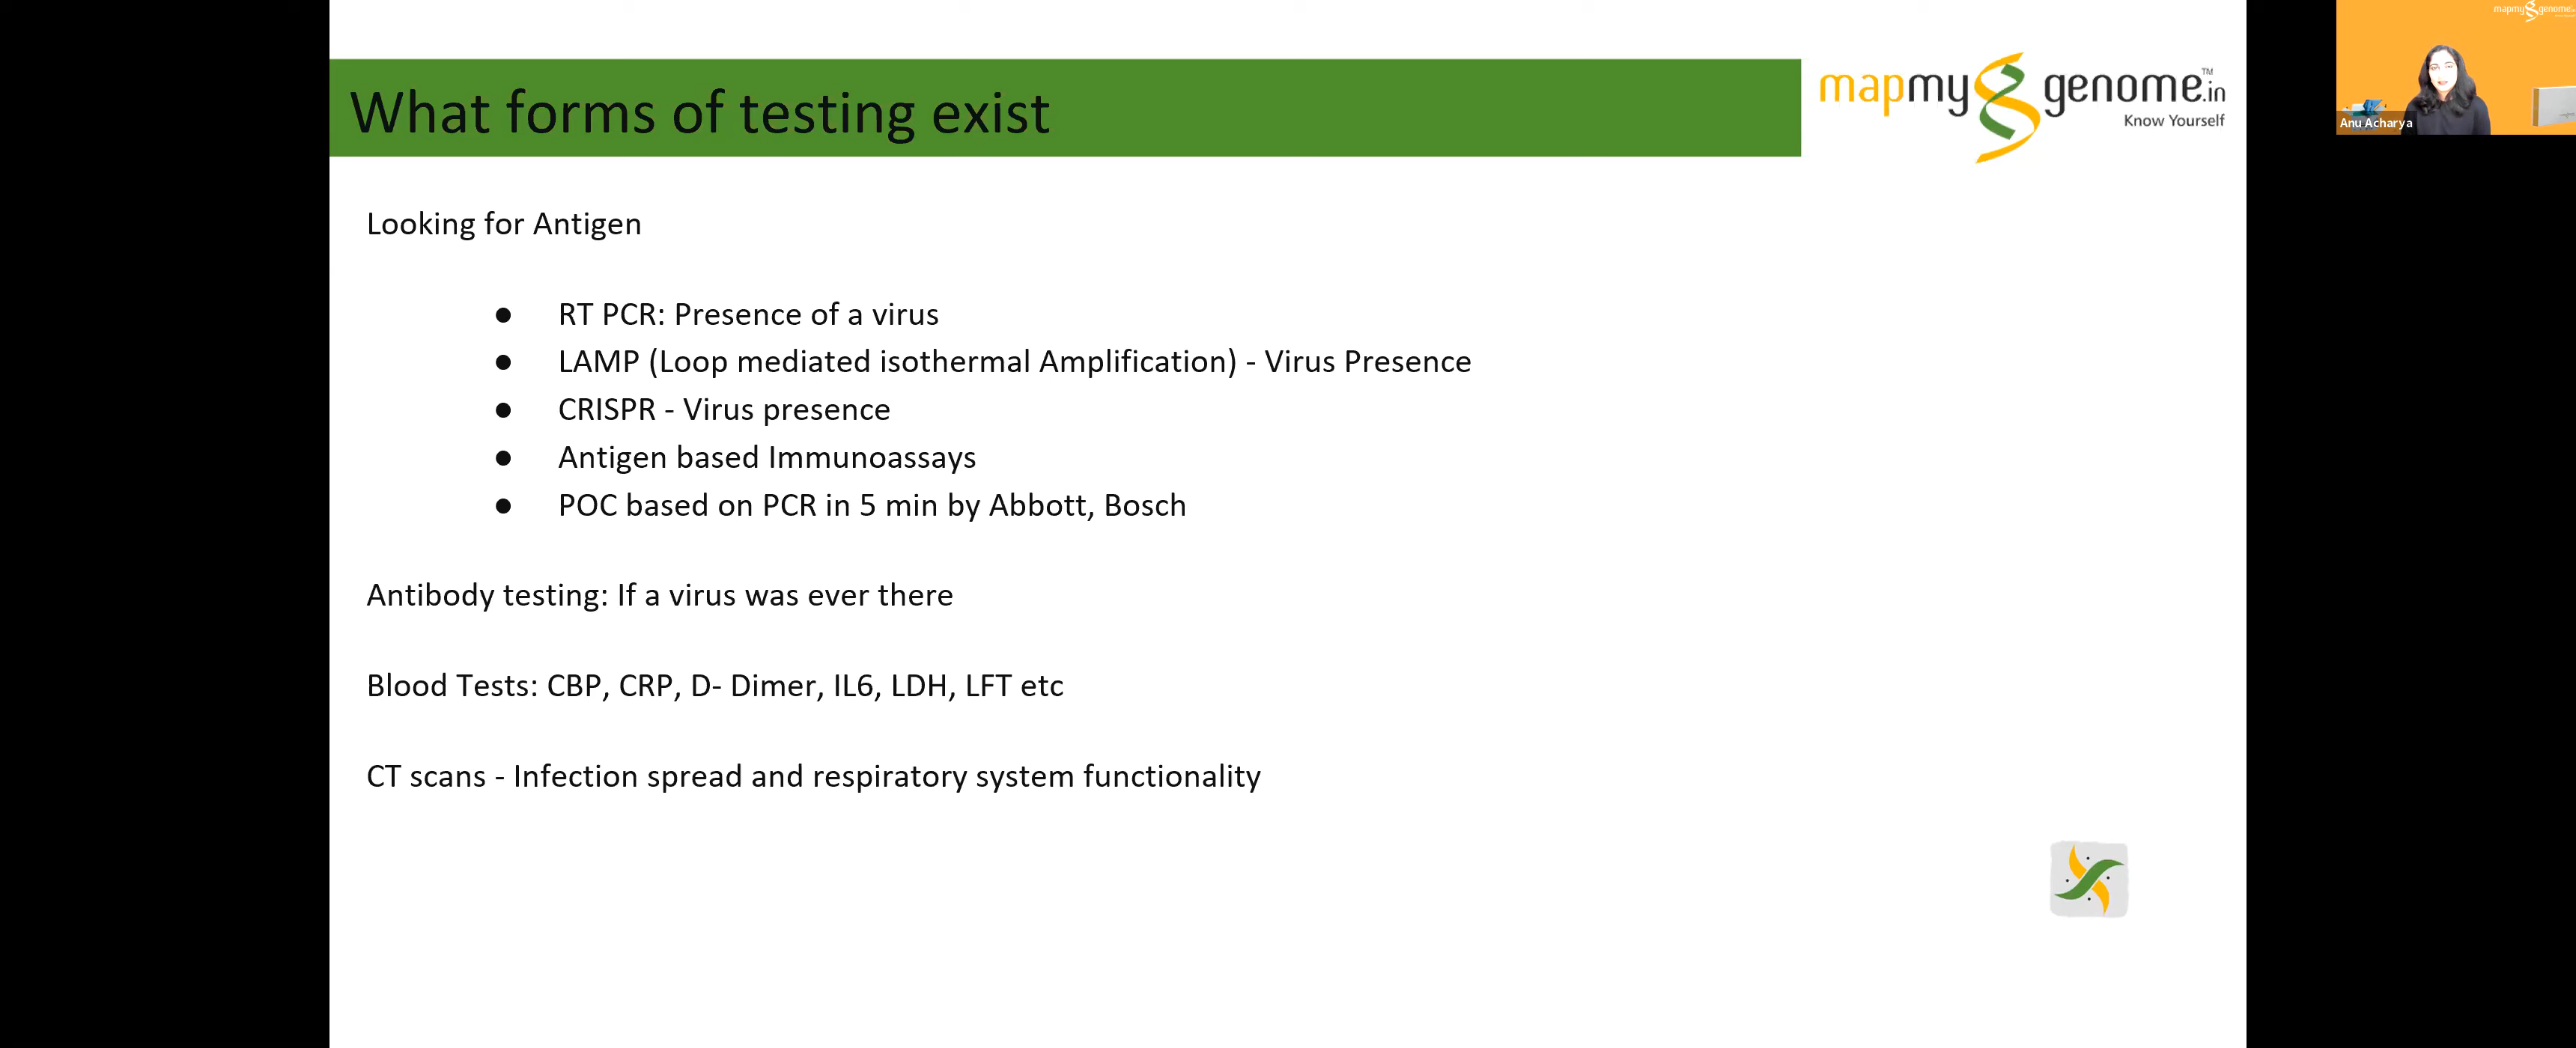 What forms of testing exist
mapmygenome.in™
Know Yourself
mapmygenome.in
Anu Acharya
Looking for Antigen
● RT PCR: Presence of a virus
● LAMP (Loop mediated isothermal Amplification) - Virus Presence
● CRISPR - Virus presence
● Antigen based Immunoassays
● POC based on PCR in 5 min by Abbott, Bosch
Antibody testing: If a virus was ever there
Blood Tests: CBP, CRP, D- Dimer, IL6, LDH, LFT etc
CT scans - Infection spread and respiratory system functionality